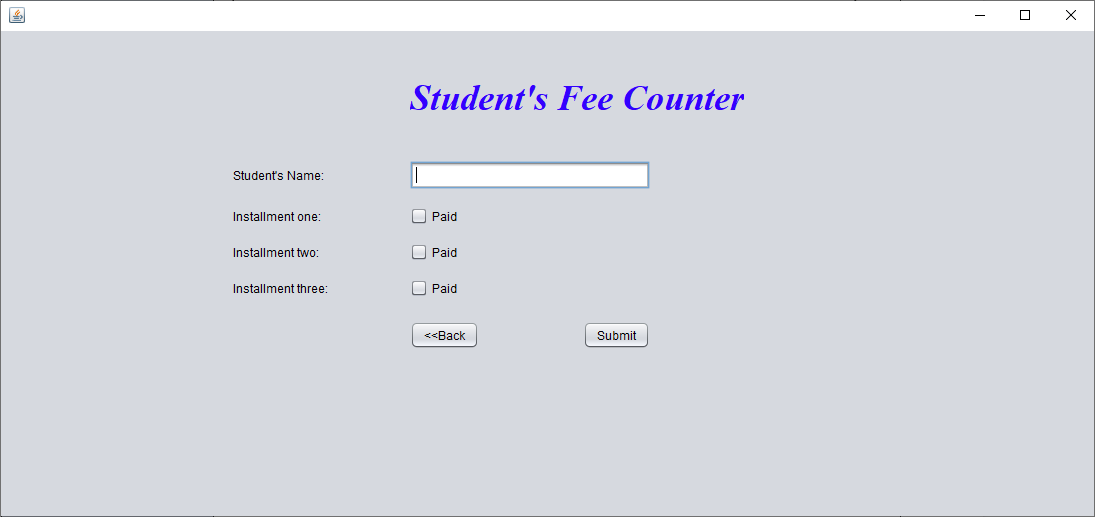 Student's Fee Counter
Student's Name:
Installment one: Paid
Installment two: Paid
Installment three: Paid
<<Back Submit